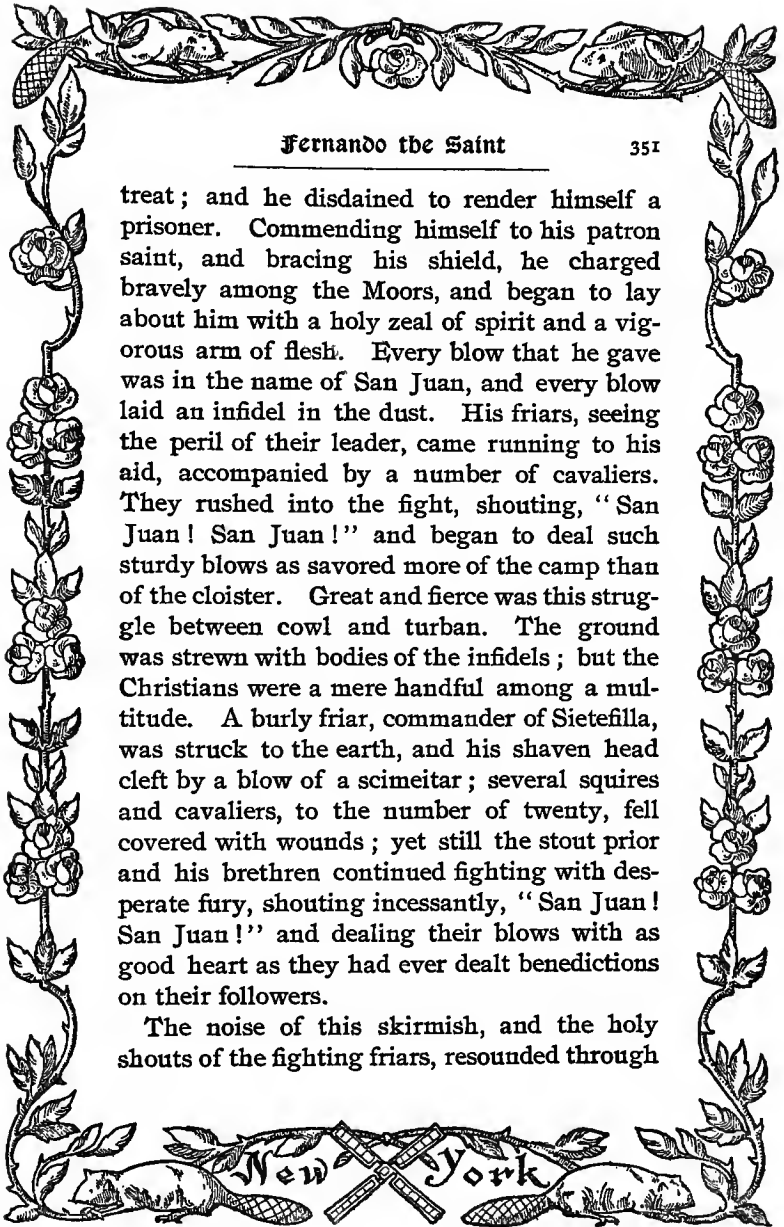 Fernando the Saint 351
treat; and he disdained to render himself a
prisoner. Commending himself to his patron
saint, and bracing his shield, he charged
bravely among the Moors, and began to lay
about him with a holy zeal of spirit and a vig-
orous arm of flesh. Every blow that he gave
was in the name of San Juan, and every blow
laid an infidel in the dust. His friars, seeing
the peril of their leader, came running to his
aid, accompanied by a number of cavaliers.
They rushed into the fight, shouting, "San
Juan! San Juan!" and began to deal such
sturdy blows as savored more of the camp than
of the cloister. Great and fierce was this strug-
gle between cowl and turban. The ground
was strewn with bodies of the infidels; but the
Christians were a mere handful among a mul-
titude. A burly friar, commander of Sietefilla,
was struck to the earth, and his shaven head
cleft by a blow of a scimeitar; several squires
and cavaliers, to the number of twenty, fell
covered with wounds; yet still the stout prior
and his brethren continued fighting with des-
perate fury, shouting incessantly, "San Juan!
San Juan!" and dealing their blows with as
good heart as they had ever dealt benedictions
on their followers.
The noise of this skirmish, and the holy
shouts of the fighting friars, resounded through
New York